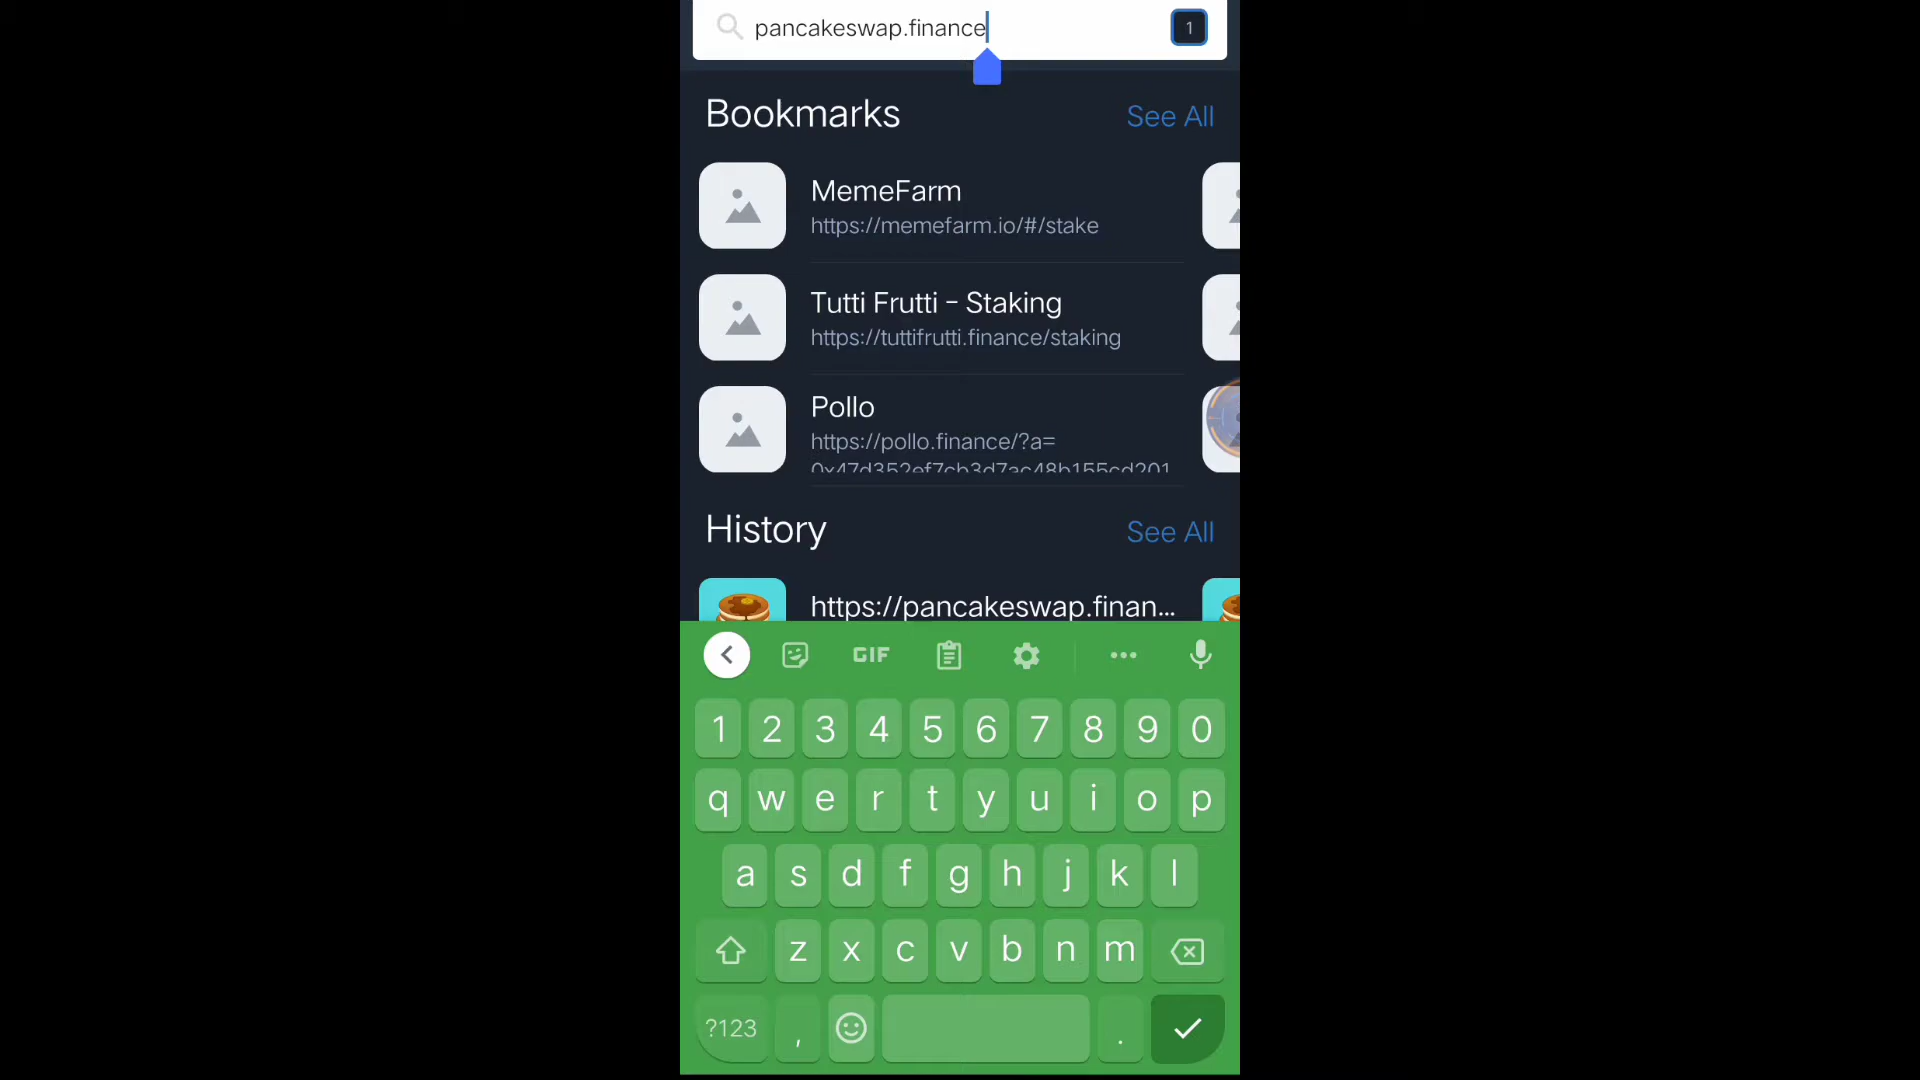 pancakeswap.finance
1
Bookmarks
See All
MemeFarm
https://memefarm.io/#/stake
Tutti Frutti - Staking
https://tuttifrutti.finance/staking
Pollo
https://pollo.finance/?a=
0x47d352ef7cb3d7ac48b155cd201
History
See All
https://pancakeswap.finan...
GIF
1 2 3 4 5 6 7 8 9 0
q w e r t y u i o p
a s d f g h j k l
z x c v b n m
?123 , .